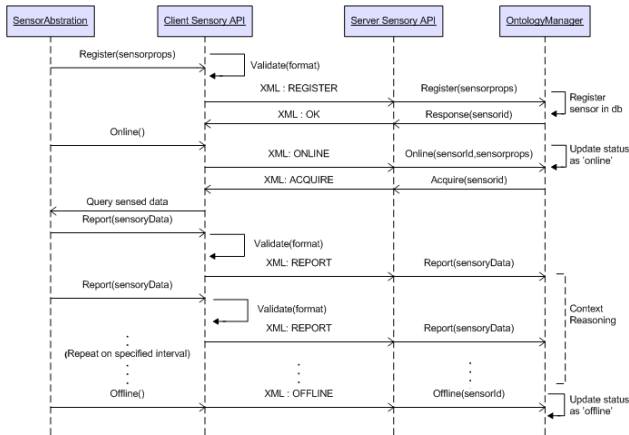 SensorAbstration
Client Sensory API
Server Sensory API
OntologyManager
Register(sensorprops)
Validate(format)
XML : REGISTER
Register(sensorprops)
Register
sensor in db
XML : OK
Response(sensorid)
Online()
XML: ONLINE
Online(sensorId,sensorprops)
Update status
as 'online'
XML: ACQUIRE
Acquire(sensorid)
Query sensed data
Report(sensoryData)
Validate(format)
XML: REPORT
Report(sensoryData)
Report(sensoryData)
Validate(format)
Context
Reasoning
XML: REPORT
Report(sensoryData)
(Repeat on specified interval)
Offline()
XML : OFFLINE
Offline(sensorId)
Update status
as 'offline'